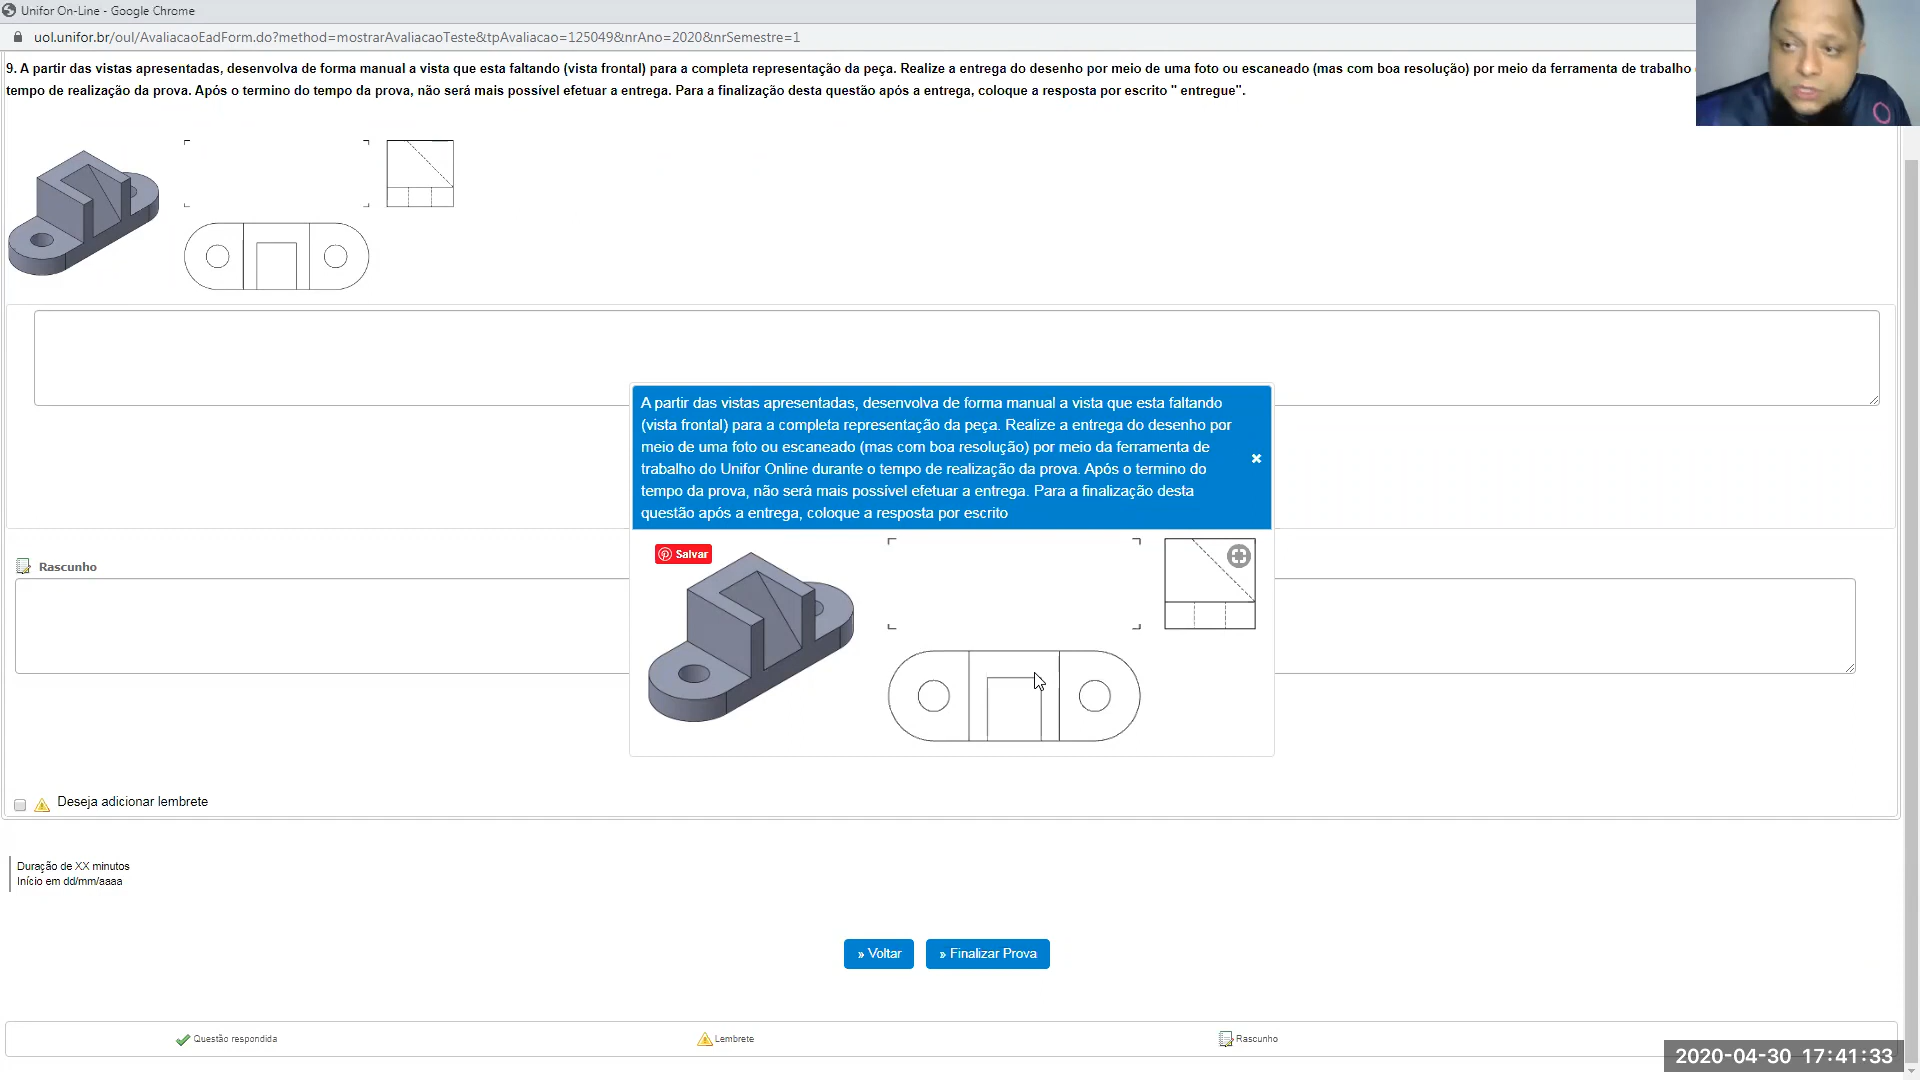 Unifor On-Line - Google Chrome
uol.unifor.br/oul/AvaliacaoEadForm.do?method=mostrarAvaliacaoTeste&tpAvaliacao=125049&nrAno=2020&nrSemestre=1
9. A partir das vistas apresentadas, desenvolva de forma manual a vista que esta faltando (vista frontal) para a completa representação da peça. Realize a entrega do desenho por meio de uma foto ou escaneado (mas com boa resolução) por meio da ferramenta de trabalho
tempo de realização da prova. Após o termino do tempo da prova, não será mais possível efetuar a entrega. Para a finalização desta questão após a entrega, coloque a resposta por escrito " entregue".
A partir das vistas apresentadas, desenvolva de forma manual a vista que esta faltando
(vista frontal) para a completa representação da peça. Realize a entrega do desenho por
meio de uma foto ou escaneado (mas com boa resolução) por meio da ferramenta de
trabalho do Unifor Online durante o tempo de realização da prova. Após o termino do
tempo da prova, não será mais possível efetuar a entrega. Para a finalização desta
questão após a entrega, coloque a resposta por escrito
Salvar
Rascunho
Deseja adicionar lembrete
Duração de XX minutos
Início em dd/mm/aaaa
» Voltar
» Finalizar Prova
Questão respondida
Lembrete
Rascunho
2020-04-30 17:41:33